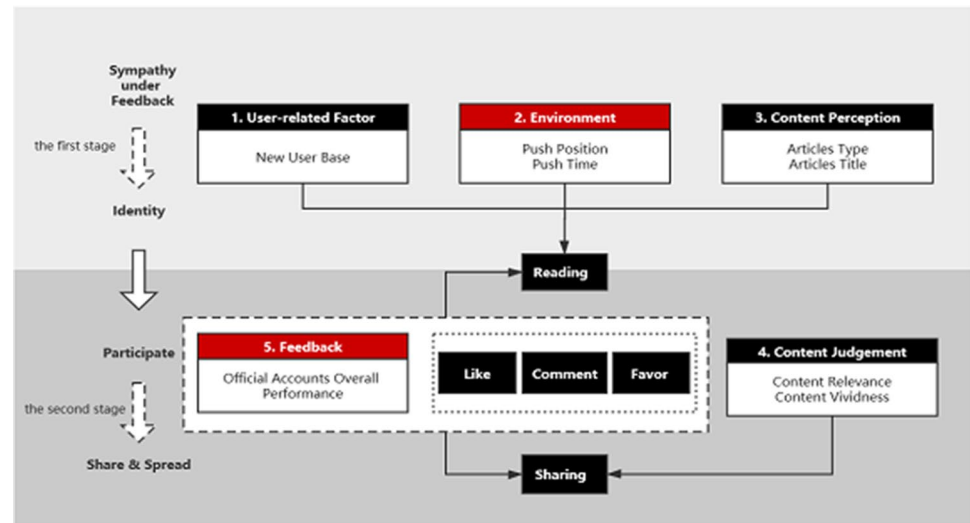 Sympathy
under
Feedback
the first stage
Identity
1. User-related Factor
New User Base
2. Environment
Push Position
Push Time
3. Content Perception
Articles Type
Articles Title
Reading
Participate
the second stage
Share & Spread
5. Feedback
Official Accounts Overall
Performance
Like
Comment
Favor
4. Content Judgement
Content Relevance
Content Vividness
Sharing